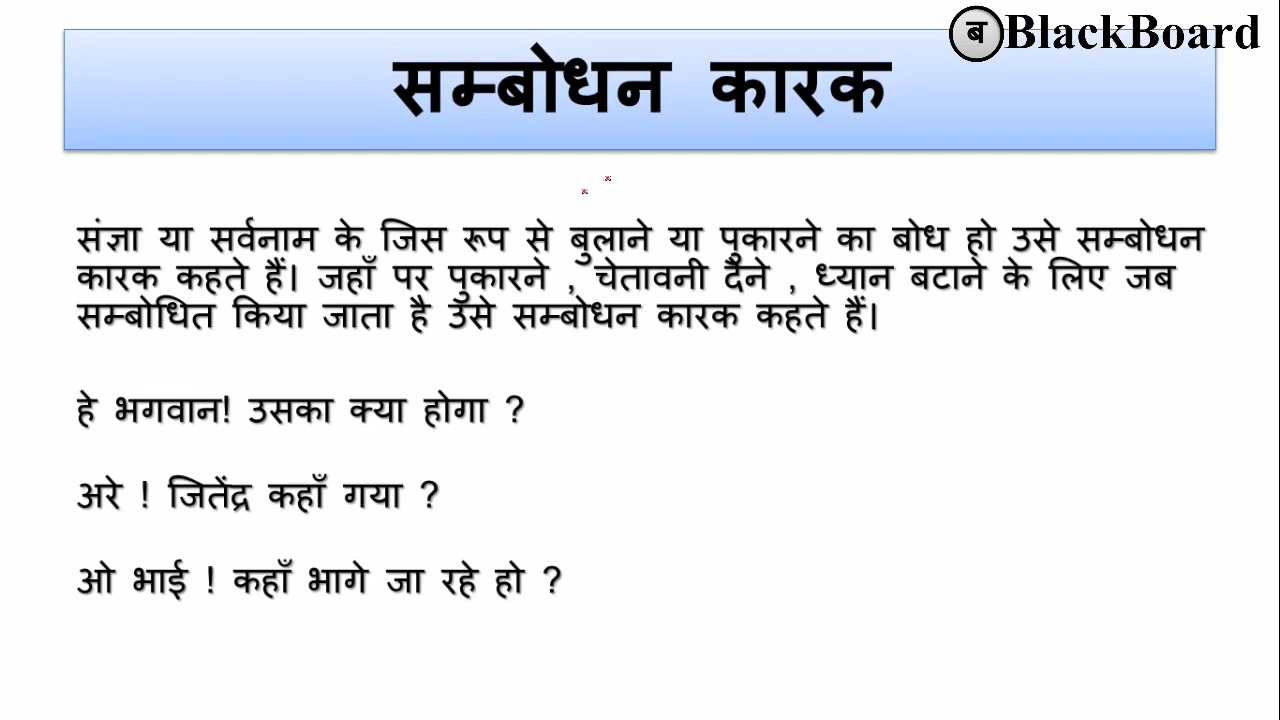 ब BlackBoard
सम्बोधन कारक
संज्ञा या सर्वनाम के जिस रूप से बुलाने या पुकारने का बोध हो उसे सम्बोधन
कारक कहते हैं। जहाँ पर पुकारने , चेतावनी देने , ध्यान बटाने के लिए जब
सम्बोधित किया जाता है उसे सम्बोधन कारक कहते हैं।
हे भगवान! उसका क्या होगा ?
अरे ! जितेंद्र कहाँ गया ?
ओ भाई ! कहाँ भागे जा रहे हो ?